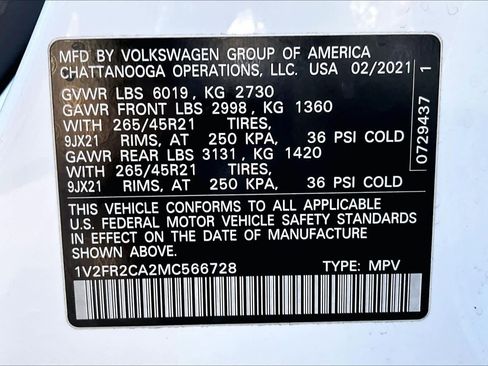 MFD BY VOLKSWAGEN GROUP OF AMERICA
CHATTANOOGA OPERATIONS, LLC. USA 02/2021
GVWR LBS 6019, KG 2730
GAWR FRONT LBS 2998, KG 1360
WITH 265/45R21 TIRES,
9JX21 RIMS, AT 250 KPA, 36 PSI COLD
GAWR REAR LBS 3131, KG 1420
WITH 265/45R21 TIRES,
9JX21 RIMS, AT 250 KPA, 36 PSI COLD
THIS VEHICLE CONFORMS TO ALL APPLICABLE
U.S. FEDERAL MOTOR VEHICLE SAFETY STANDARDS
IN EFFECT ON THE DATE OF MANUFACTURE
SHOWN ABOVE.
1V2FR2CA2MC566728 TYPE: MPV
0729437 1